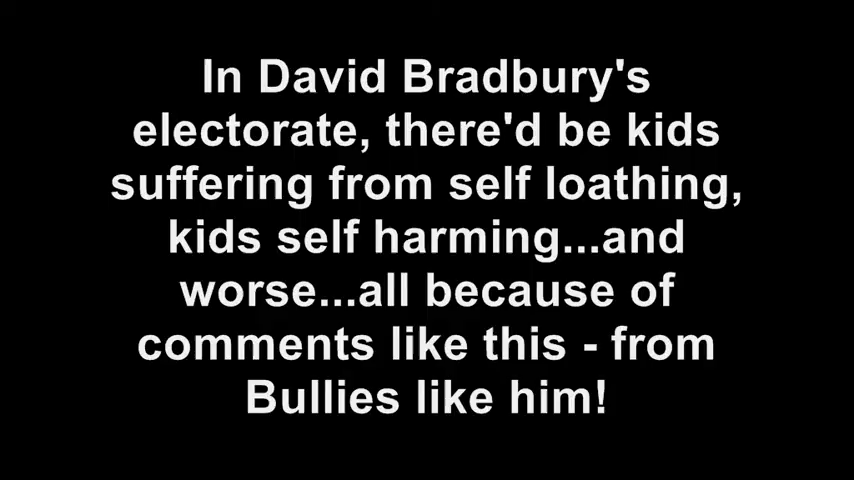 In David Bradbury's
electorate, there'd be kids
suffering from self loathing,
kids self harming...and
worse...all because of
comments like this - from
Bullies like him!